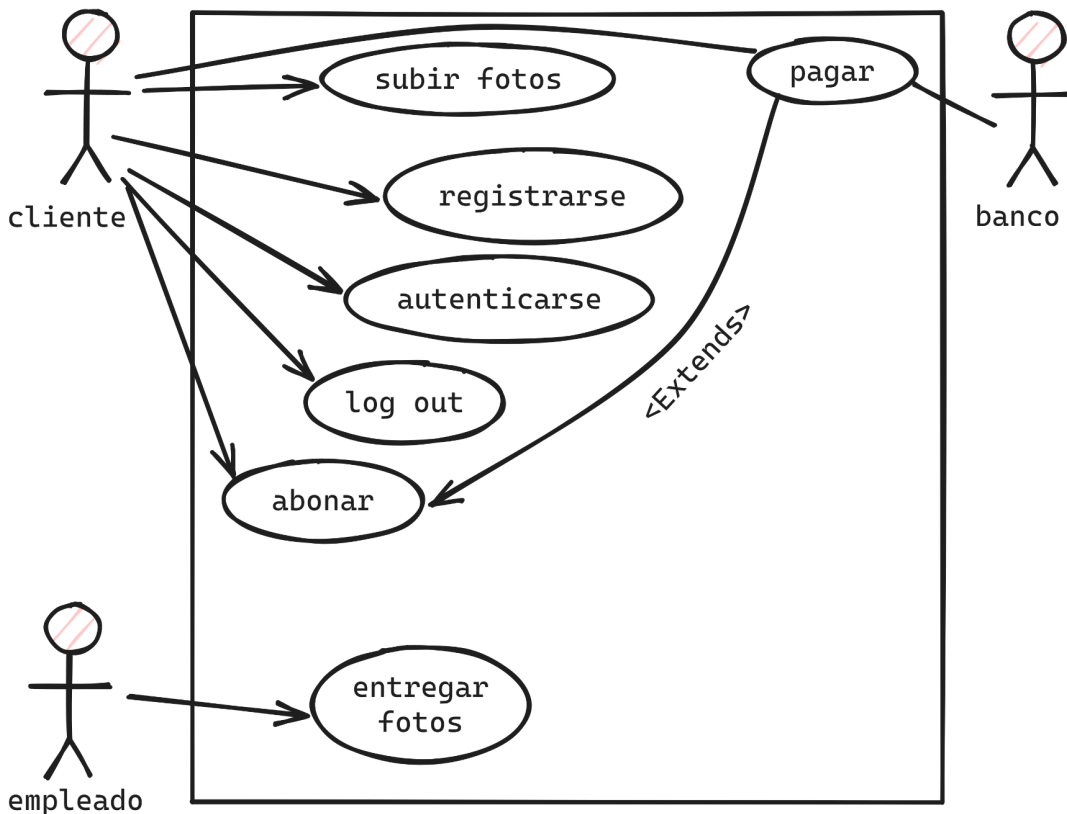 subir fotos
pagar
registrarse
cliente
banco
autenticarse
<Extends>
log out
abonar
entregar
fotos
empleado